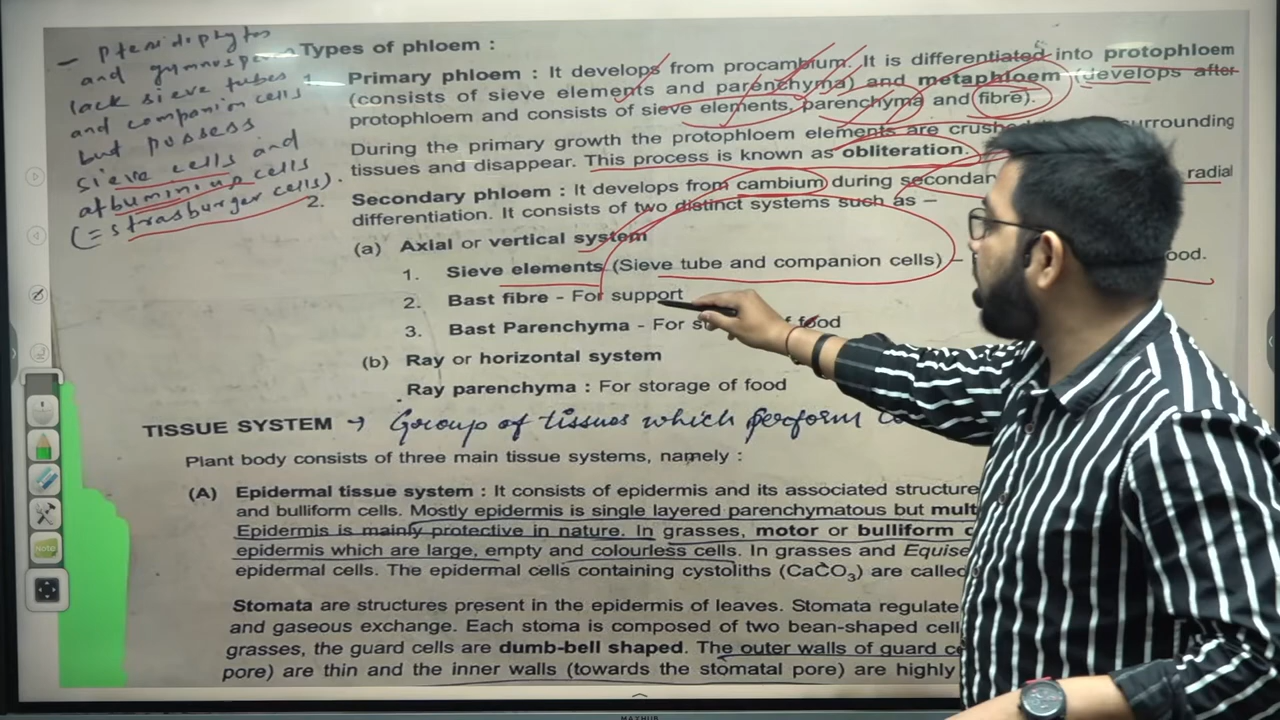 – Pteridophytes
and gymnosperms
lack sieve tubes
and companion cells
but possess
sieve cells and
albuminius cells
(= strasburger cells).
Types of phloem :
1. Primary phloem : It develops from procambium. It is differentiated into protophloem
(consists of sieve elements and parenchyma) and metaphloem (develops after
protophloem and consists of sieve elements, parenchyma and fibre).
During the primary growth the protophloem elements are crushed surrounding
tissues and disappear. This process is known as obliteration.
2. Secondary phloem : It develops from cambium during secondary radial
differentiation. It consists of two distinct systems such as –
(a) Axial or vertical system
1. Sieve elements (Sieve tube and companion cells) – food.
2. Bast fibre - For support
3. Bast Parenchyma - For of food
(b) Ray or horizontal system
Ray parenchyma : For storage of food
TISSUE SYSTEM → Group of tissues which perform
Plant body consists of three main tissue systems, namely :
(A) Epidermal tissue system : It consists of epidermis and its associated structure
and bulliform cells. Mostly epidermis is single layered parenchymatous but mult
Epidermis is mainly protective in nature. In grasses, motor or bulliform
epidermis which are large, empty and colourless cells. In grasses and Equise
epidermal cells. The epidermal cells containing cystoliths (CaCO₃) are called
Stomata are structures present in the epidermis of leaves. Stomata regulate
and gaseous exchange. Each stoma is composed of two bean-shaped cell
grasses, the guard cells are dumb-bell shaped. The outer walls of guard ce
pore) are thin and the inner walls (towards the stomatal pore) are highly
Note